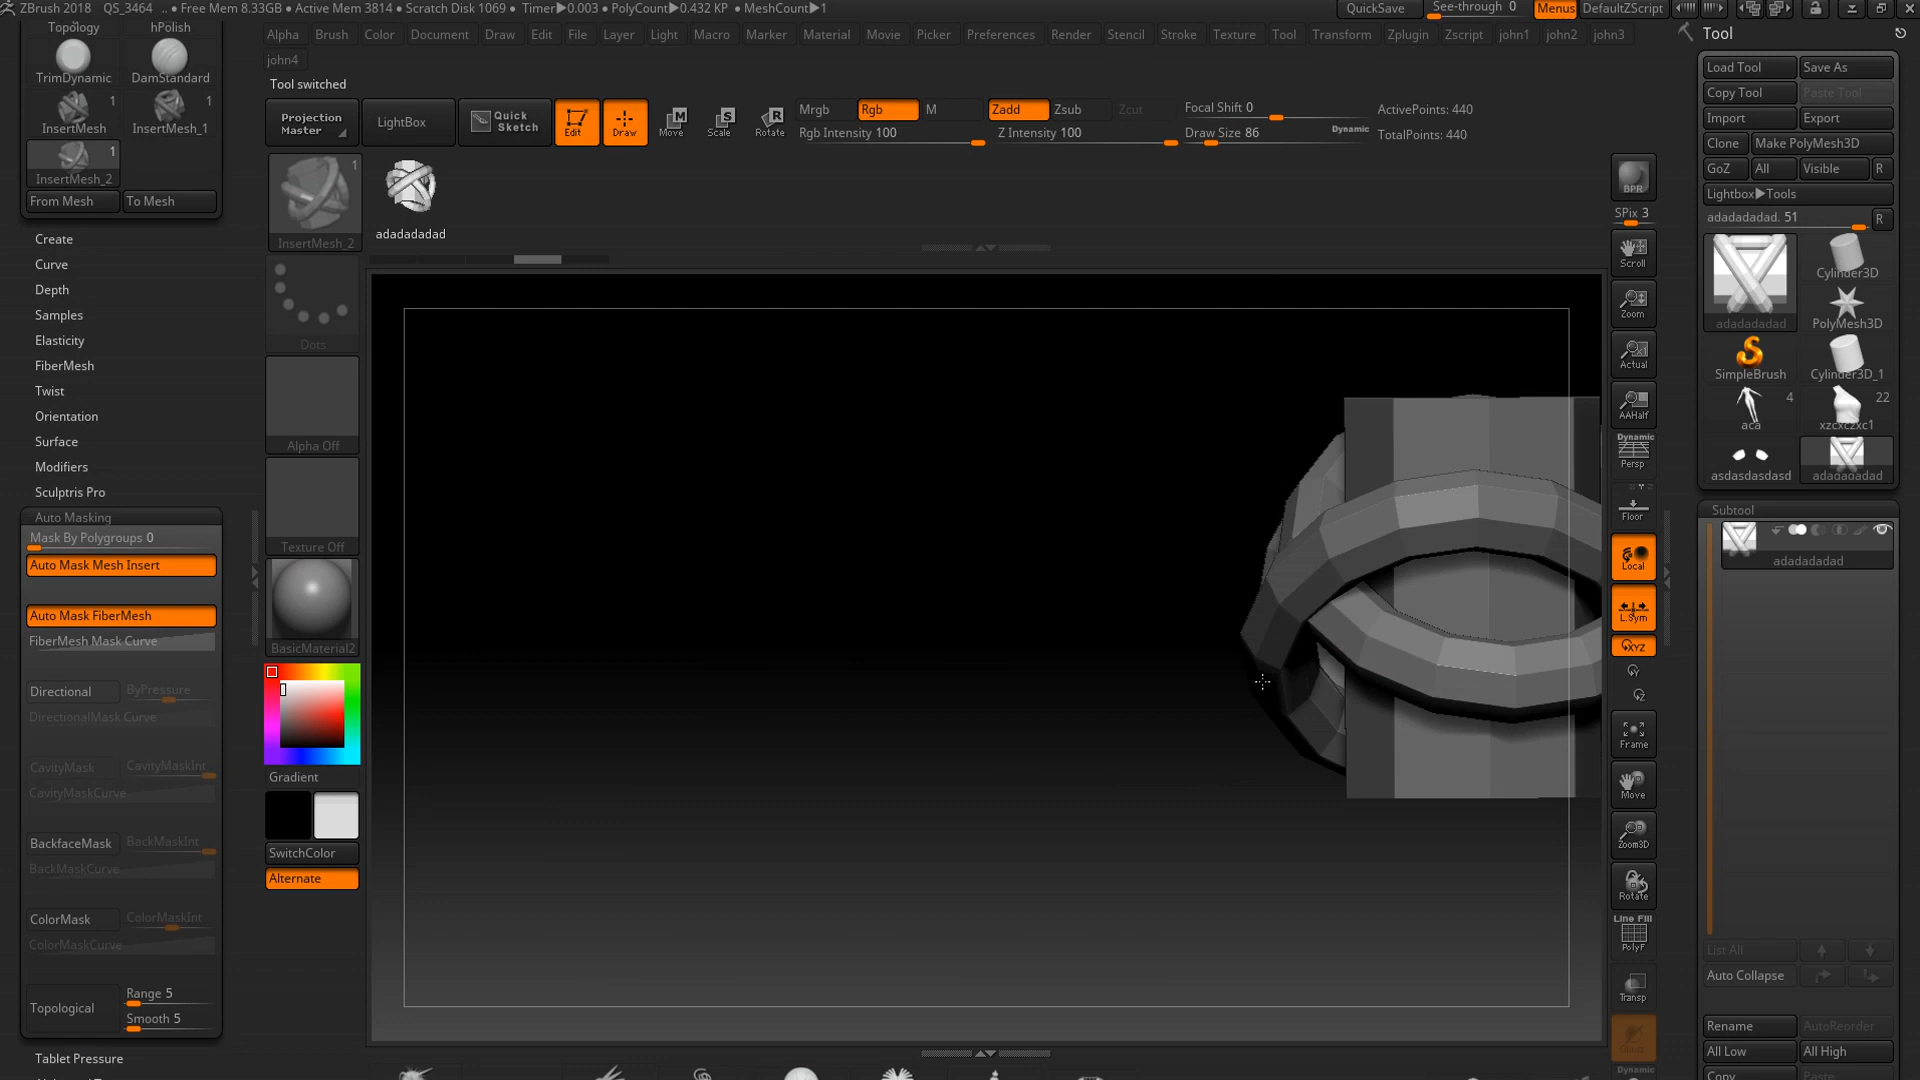 ZBrush 2018 QS_3464 .. ● Free Mem 8.33GB ● Active Mem 3814 ● Scratch Disk 1069 ● Timer▶0.003 ● PolyCount▶0.432 KP ● MeshCount▶1
QuickSave
See-through 0
Menus
DefaultZScript
Alpha Brush Color Document Draw Edit File Layer Light Macro Marker Material Movie Picker Preferences Render Stencil Stroke Texture Tool Transform Zplugin Zscript john1 john2 john3
john4
Tool switched
Topology
hPolish
TrimDynamic
DamStandard
1
1
InsertMesh
InsertMesh_1
1
InsertMesh_2
From Mesh
To Mesh
Create
Curve
Depth
Samples
Elasticity
FiberMesh
Twist
Orientation
Surface
Modifiers
Sculptris Pro
Auto Masking
Mask By Polygroups 0
Auto Mask Mesh Insert
Auto Mask FiberMesh
FiberMesh Mask Curve
Directional
ByPressure
DirectionalMask Curve
CavityMask
CavityMaskInt
CavityMaskCurve
BackfaceMask
BackMaskInt
BackMaskCurve
ColorMask
ColorMaskInt
ColorMaskCurve
Topological
Range 5
Smooth 5
Tablet Pressure
Projection
Master
LightBox
Quick
Sketch
Edit
Draw
Move
Scale
Rotate
Mrgb
Rgb
M
Rgb Intensity 100
Zadd
Zsub
Zcut
Z Intensity 100
Focal Shift 0
Draw Size 86
Dynamic
ActivePoints: 440
TotalPoints: 440
1
InsertMesh_2
adadadadad
Dots
Alpha Off
Texture Off
BasicMaterial2
Gradient
SwitchColor
Alternate
BPR
SPix 3
Scroll
Zoom
Actual
AAHalf
Dynamic
Persp
Floor
Local
L.Sym
XYZ
Y
Z
Frame
Move
Zoom3D
Rotate
Line Fill
PolyF
Transp
Ghost
Dynamic
Tool
Load Tool
Save As
Copy Tool
Paste Tool
Import
Export
Clone
Make PolyMesh3D
GoZ
All
Visible
R
Lightbox▶Tools
adadadadad. 51
R
adadadadad
Cylinder3D
PolyMesh3D
SimpleBrush
Cylinder3D_1
4
22
aca
xzcxczxc1
asdasdasdasd
adadadadad
Subtool
adadadadad
List All
Auto Collapse
Rename
AutoReorder
All Low
All High
Copy
Paste